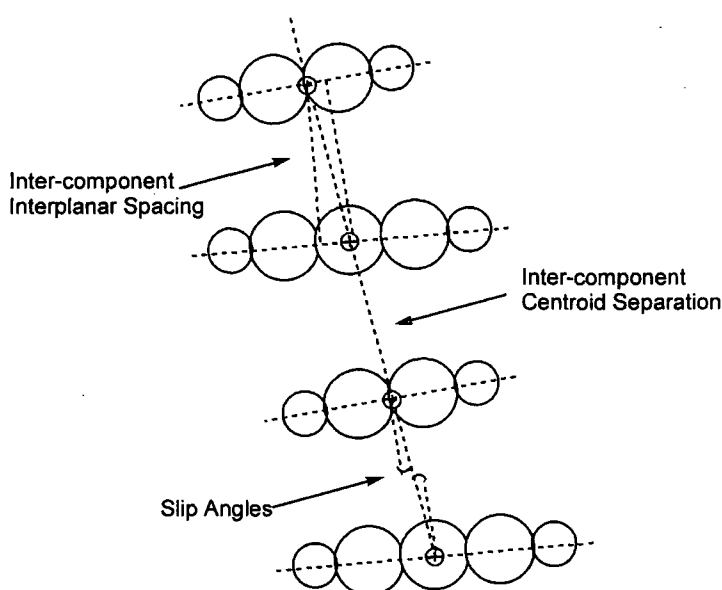 Inter-component
Interplanar Spacing
Inter-component
Centroid Separation
Slip Angles